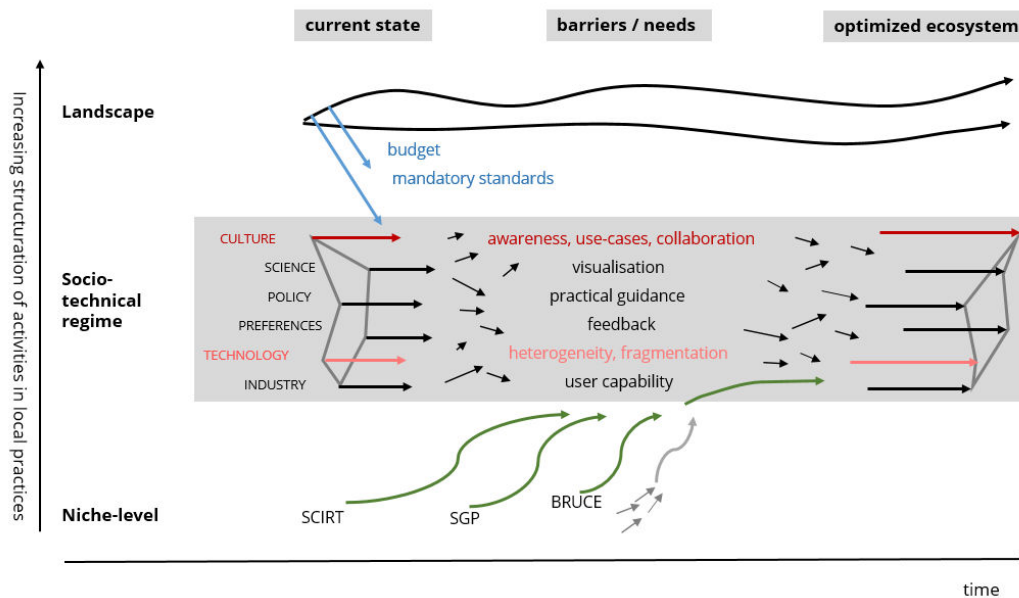 current state
barriers / needs
optimized ecosystem
Increasing structuration of activities in local practices
Landscape
budget
mandatory standards
Socio-
technical
regime
CULTURE
SCIENCE
POLICY
PREFERENCES
TECHNOLOGY
INDUSTRY
awareness, use-cases, collaboration
visualisation
practical guidance
feedback
heterogeneity, fragmentation
user capability
Niche-level
SCIRT
SGP
BRUCE
time